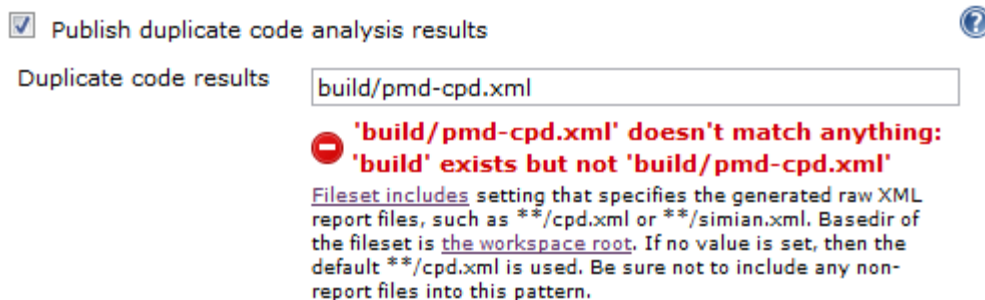 Publish duplicate code analysis results
?
Duplicate code results
build/pmd-cpd.xml
'build/pmd-cpd.xml' doesn't match anything:
'build' exists but not 'build/pmd-cpd.xml'
Fileset includes setting that specifies the generated raw XML
report files, such as **/cpd.xml or **/simian.xml. Basedir of
the fileset is the workspace root. If no value is set, then the
default **/cpd.xml is used. Be sure not to include any non-
report files into this pattern.